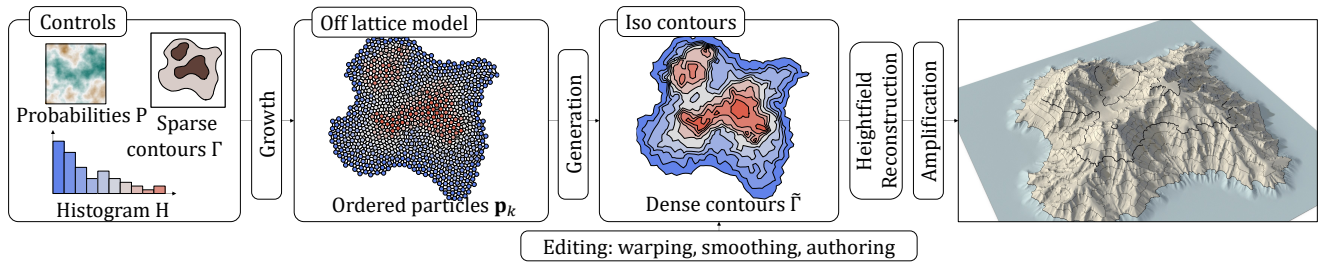 Controls
Probabilities P
Sparse
contours Γ
Histogram H
Growth
Off lattice model
Ordered particles 𝐩ₖ
Generation
Iso contours
Dense contours Γ̃
Heightfield
Reconstruction
Amplification
Editing: warping, smoothing, authoring